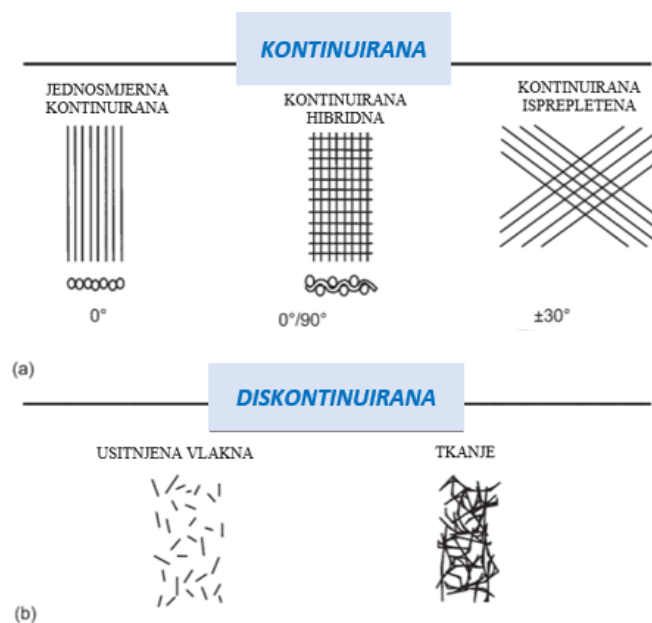 KONTINUIRANA
JEDNOSMJERNA
KONTINUIRANA
KONTINUIRANA
HIBRIDNA
KONTINUIRANA
ISPREPLETENA
0°
0°/90°
±30°
(a)
DISKONTINUIRANA
USITNJENA VLAKNA
TKANJE
(b)